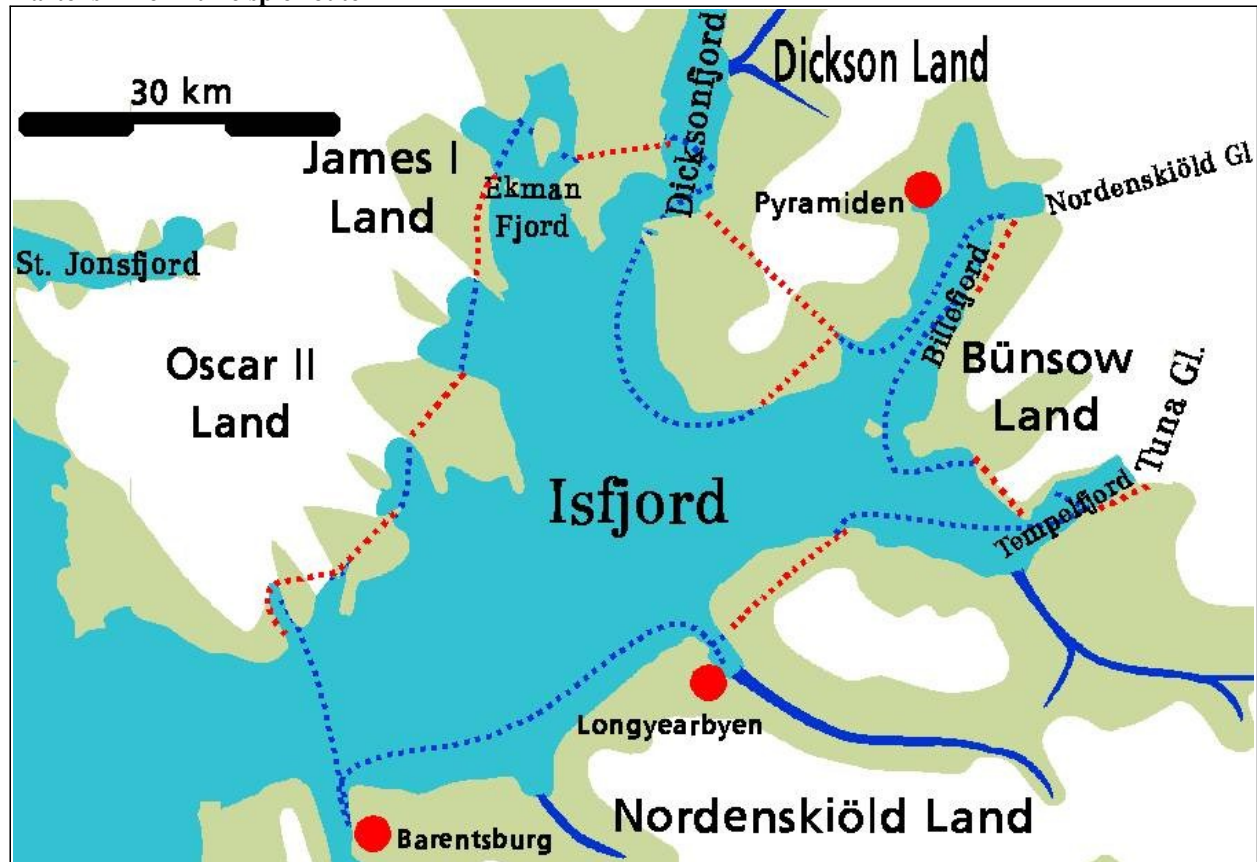 30 km
Dickson Land
Dicksonfjord
James I
Land
Ekman
Fjord
Pyramiden
Nordenskiöld Gl
St. Jonsfjord
Billefjord
Oscar II
Land
Bünsow
Land
Tuna Gl.
Isfjord
Tempelfjord
Longyearbyen
Nordenskiöld Land
Barentsburg